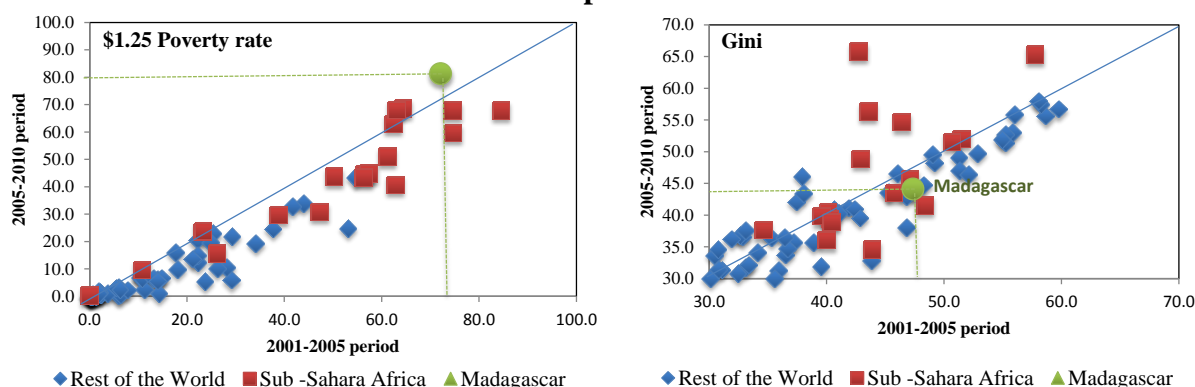 $1.25 Poverty rate
100.0
90.0
80.0
70.0
60.0
50.0
40.0
30.0
20.0
10.0
0.0
0.0 20.0 40.0 60.0 80.0 100.0
2005-2010 period
2001-2005 period
Rest of the World Sub -Sahara Africa Madagascar
Gini
70.0
65.0
60.0
55.0
50.0
45.0
40.0
35.0
30.0
30.0 40.0 50.0 60.0 70.0
2005-2010 period
Madagascar
2001-2005 period
Rest of the World Sub -Sahara Africa Madagascar